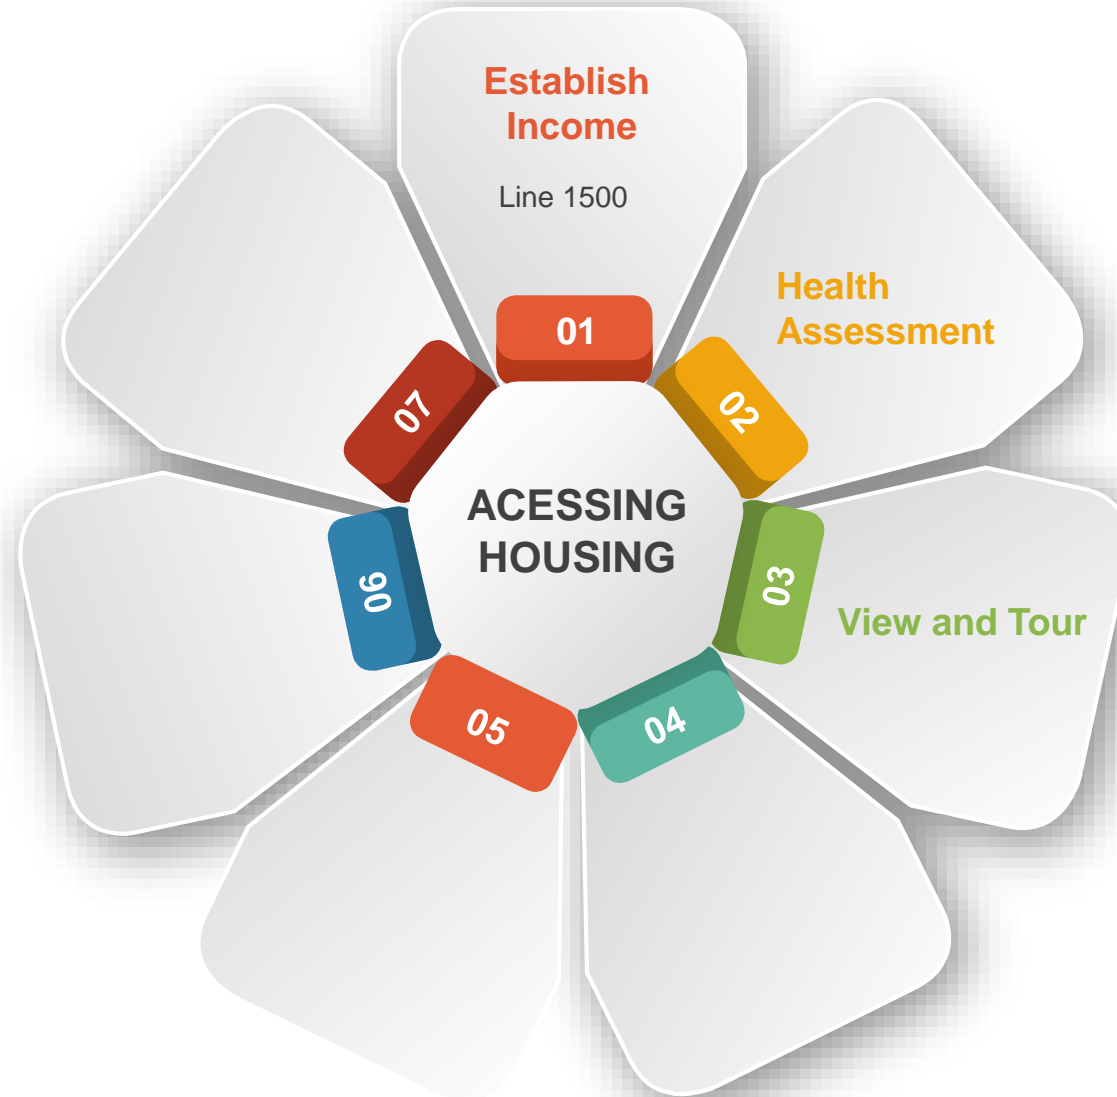 Establish
Income
Line 1500
01
Health
Assessment
02
07
ACESSING
HOUSING
03
View and Tour
06
05
04